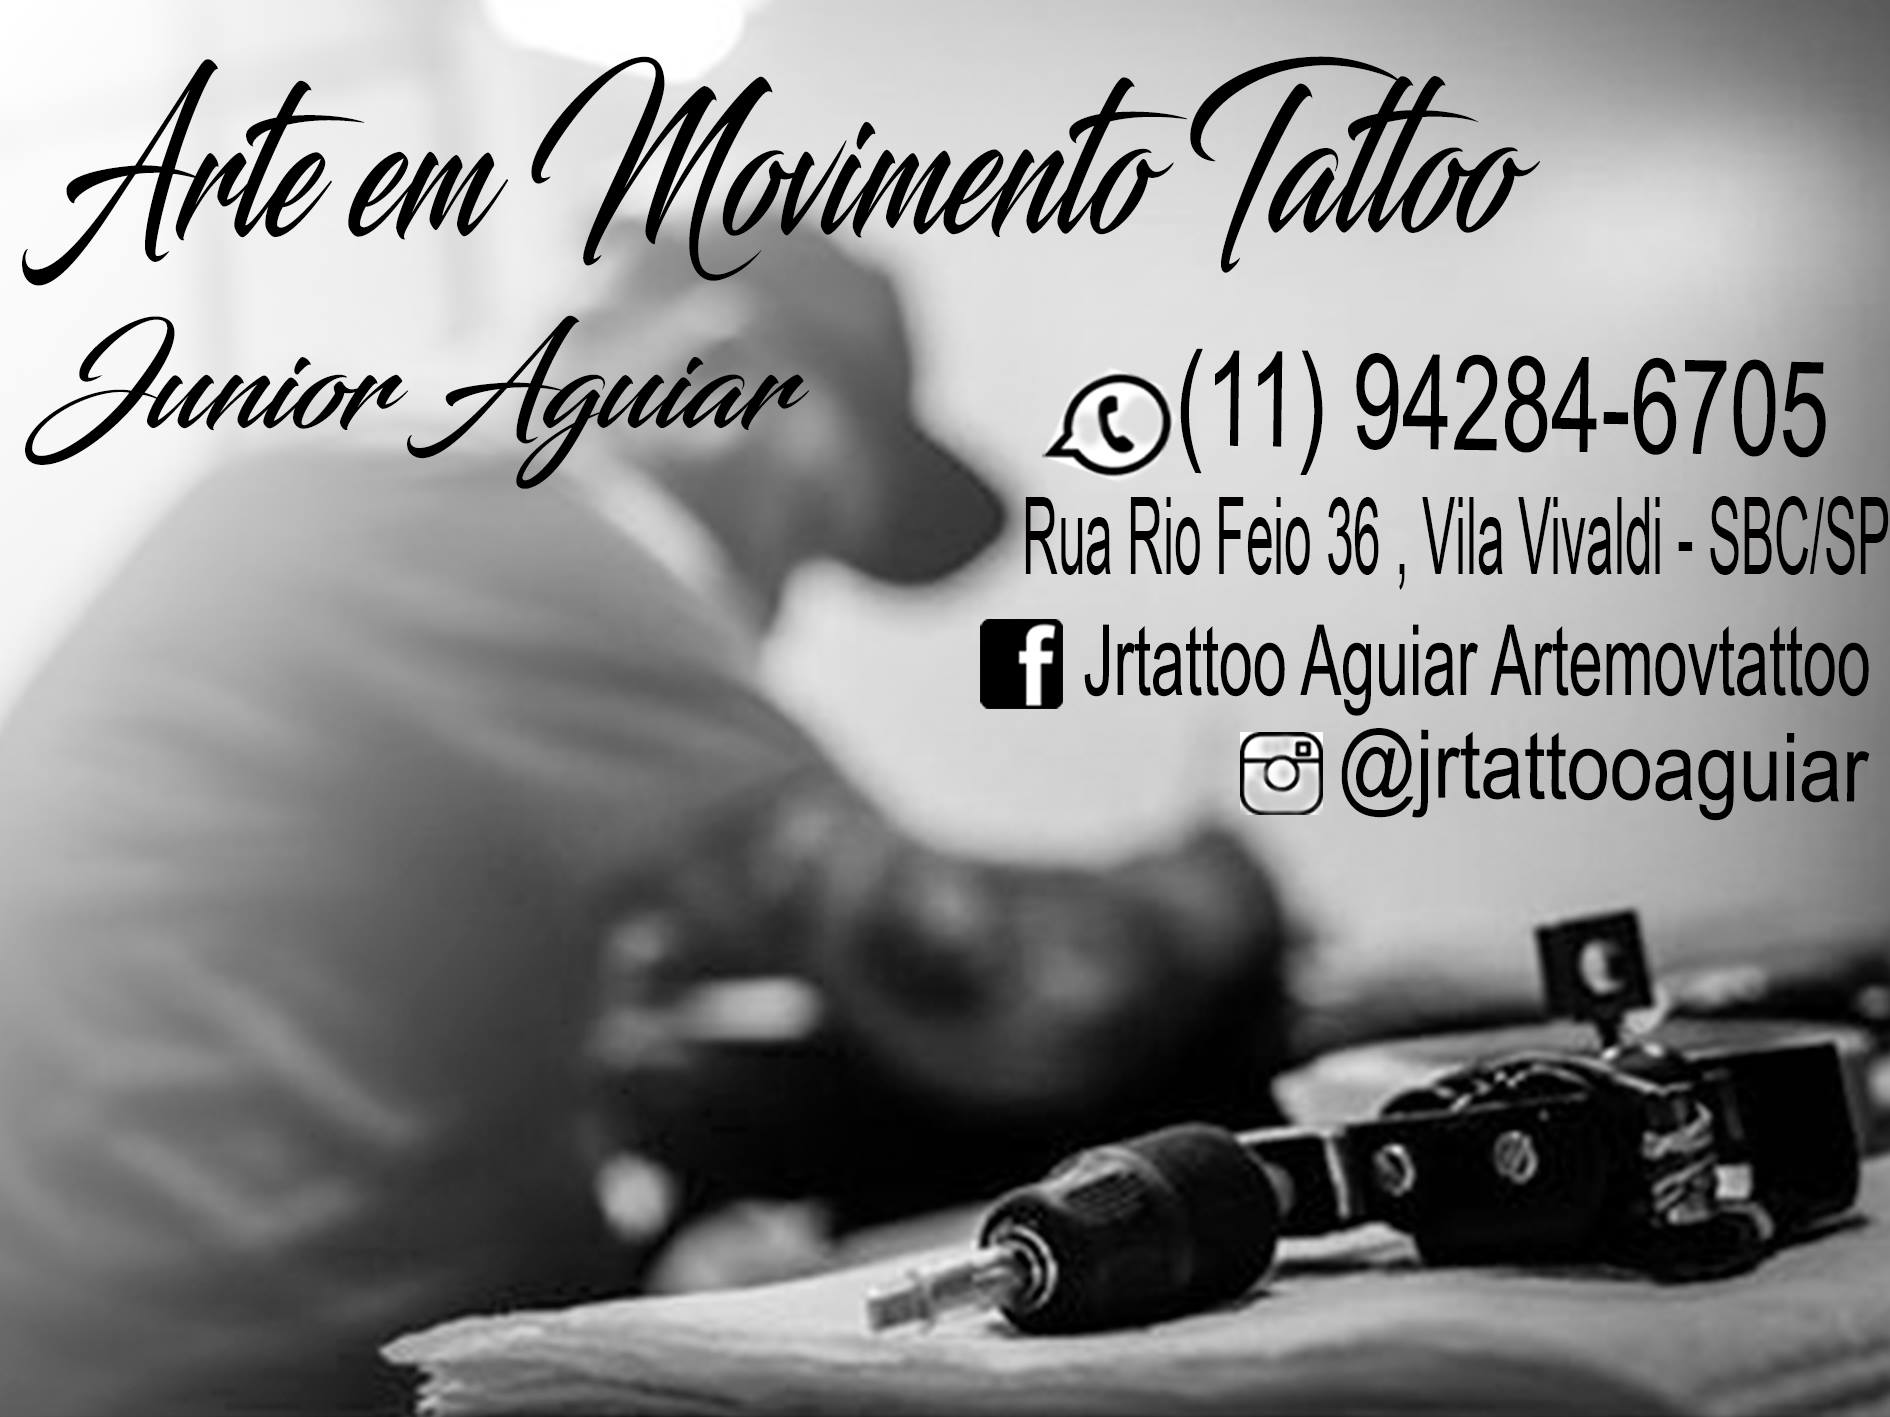 Arte em Movimento Tattoo
Junior Aguiar
(11) 94284-6705
Rua Rio Feio 36 , Vila Vivaldi - SBC/SP
f Jrtattoo Aguiar Artemovtattoo
@jrtattooaguiar